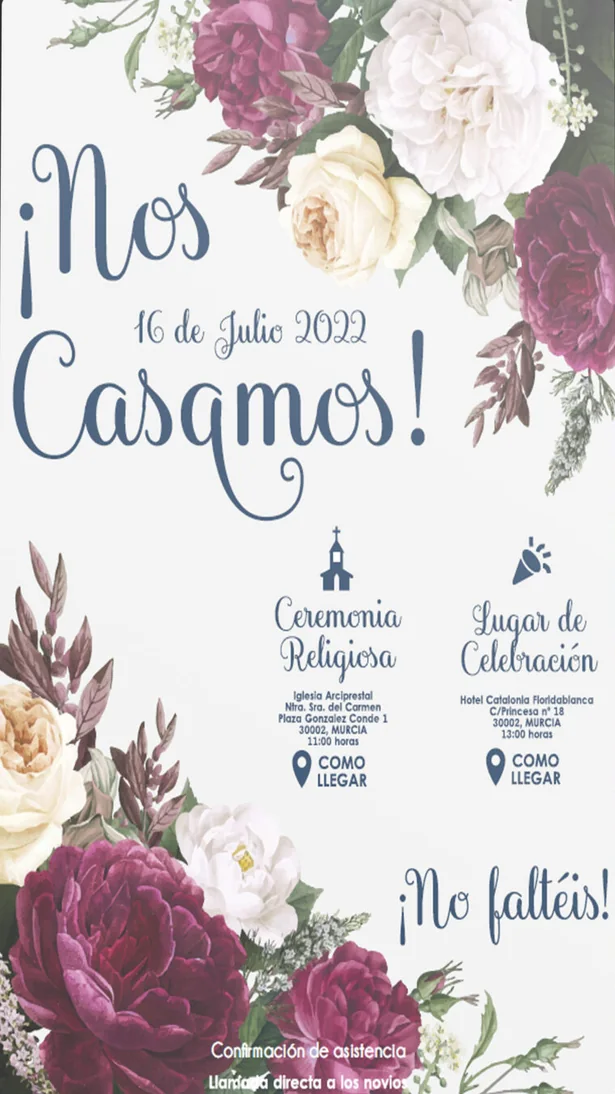 ¡Nos
16 de Julio 2022
Casamos!
Ceremonia
Religiosa
Iglesia Arciprestal
Ntra. Sra. del Carmen
Plaza Gonzalez Conde 1
30002, MURCIA
11:00 horas
COMO
LLEGAR
Lugar de
Celebración
Hotel Catalonia Floridablanca
C/Princesa nº 18
30002, MURCIA
13:00 horas
COMO
LLEGAR
¡No faltéis!
Confirmación de asistencia
Llamada directa a los novios